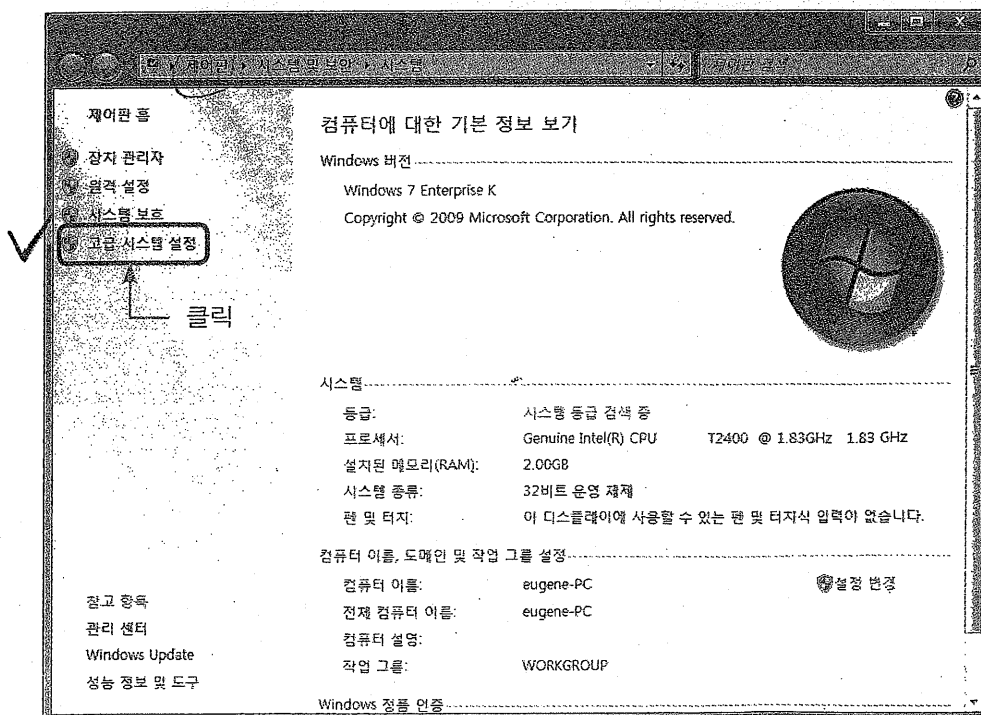 ▸ 제어판 ▸ 시스템 및 보안 ▸ 시스템
제어판 검색
제어판 홈
장치 관리자
원격 설정
시스템 보호
고급 시스템 설정
클릭
컴퓨터에 대한 기본 정보 보기
Windows 버전
Windows 7 Enterprise K
Copyright © 2009 Microsoft Corporation. All rights reserved.
시스템
등급: 시스템 등급 검색 중
프로세서: Genuine Intel(R) CPU T2400 @ 1.83GHz 1.83 GHz
설치된 메모리(RAM): 2.00GB
시스템 종류: 32비트 운영 체제
펜 및 터치: 이 디스플레이에 사용할 수 있는 펜 및 터치식 입력이 없습니다.
컴퓨터 이름, 도메인 및 작업 그룹 설정
컴퓨터 이름: eugene-PC 설정 변경
전체 컴퓨터 이름: eugene-PC
컴퓨터 설명:
작업 그룹: WORKGROUP
Windows 정품 인증
참고 항목
관리 센터
Windows Update
성능 정보 및 도구